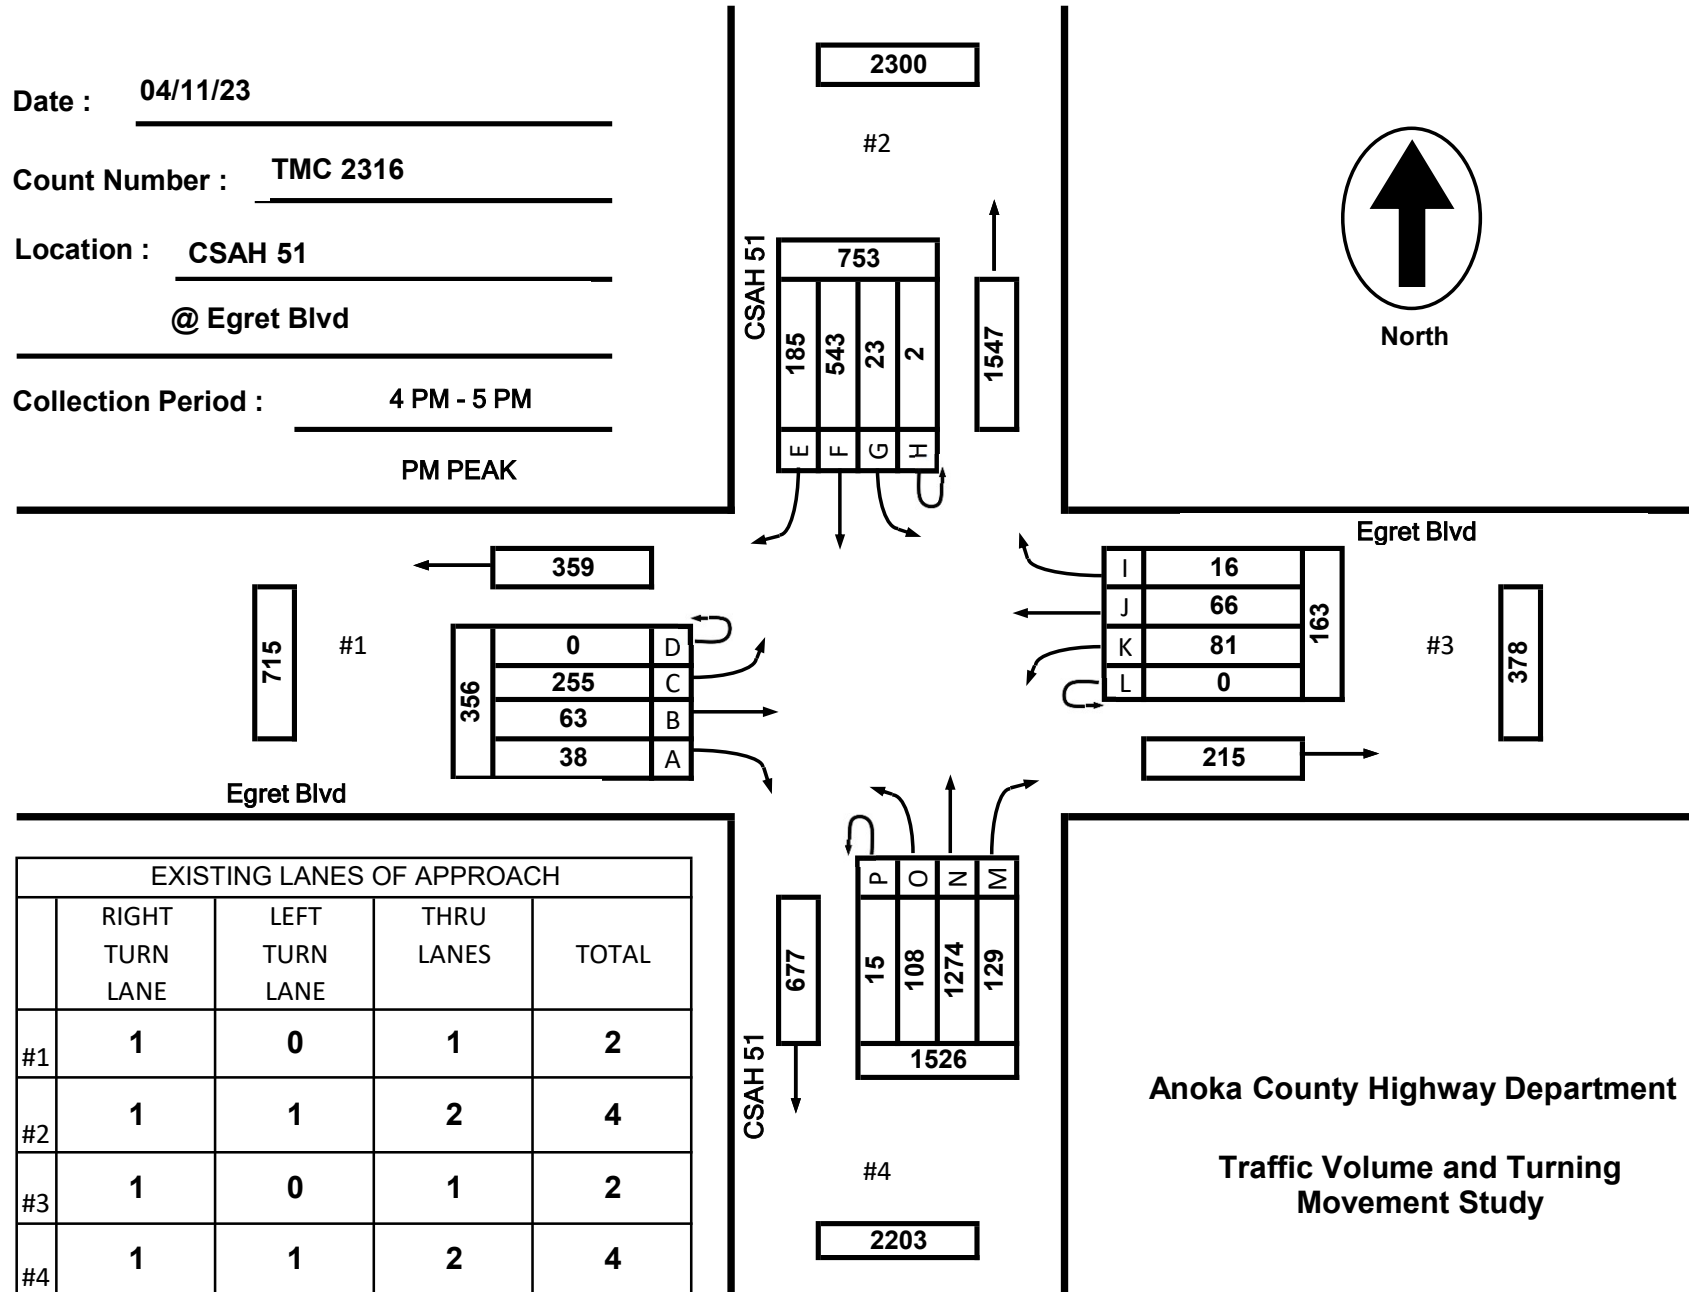 Date : 04/11/23
Count Number : TMC 2316
Location : CSAH 51
@ Egret Blvd
Collection Period : 4 PM - 5 PM
PM PEAK
2300
#2
CSAH 51
753
185 543 23 2
E F G H
1547
North
Egret Blvd
359
715
#1
356
0 D
255 C
63 B
38 A
Egret Blvd
I 16
J 66
K 81
L 0
163
#3
378
215
P O N M
15 108 1274 129
1526
677
CSAH 51
#4
2203
EXISTING LANES OF APPROACH
RIGHT TURN LANE
LEFT TURN LANE
THRU LANES
TOTAL
#1 1 0 1 2
#2 1 1 2 4
#3 1 0 1 2
#4 1 1 2 4
Anoka County Highway Department
Traffic Volume and Turning
Movement Study